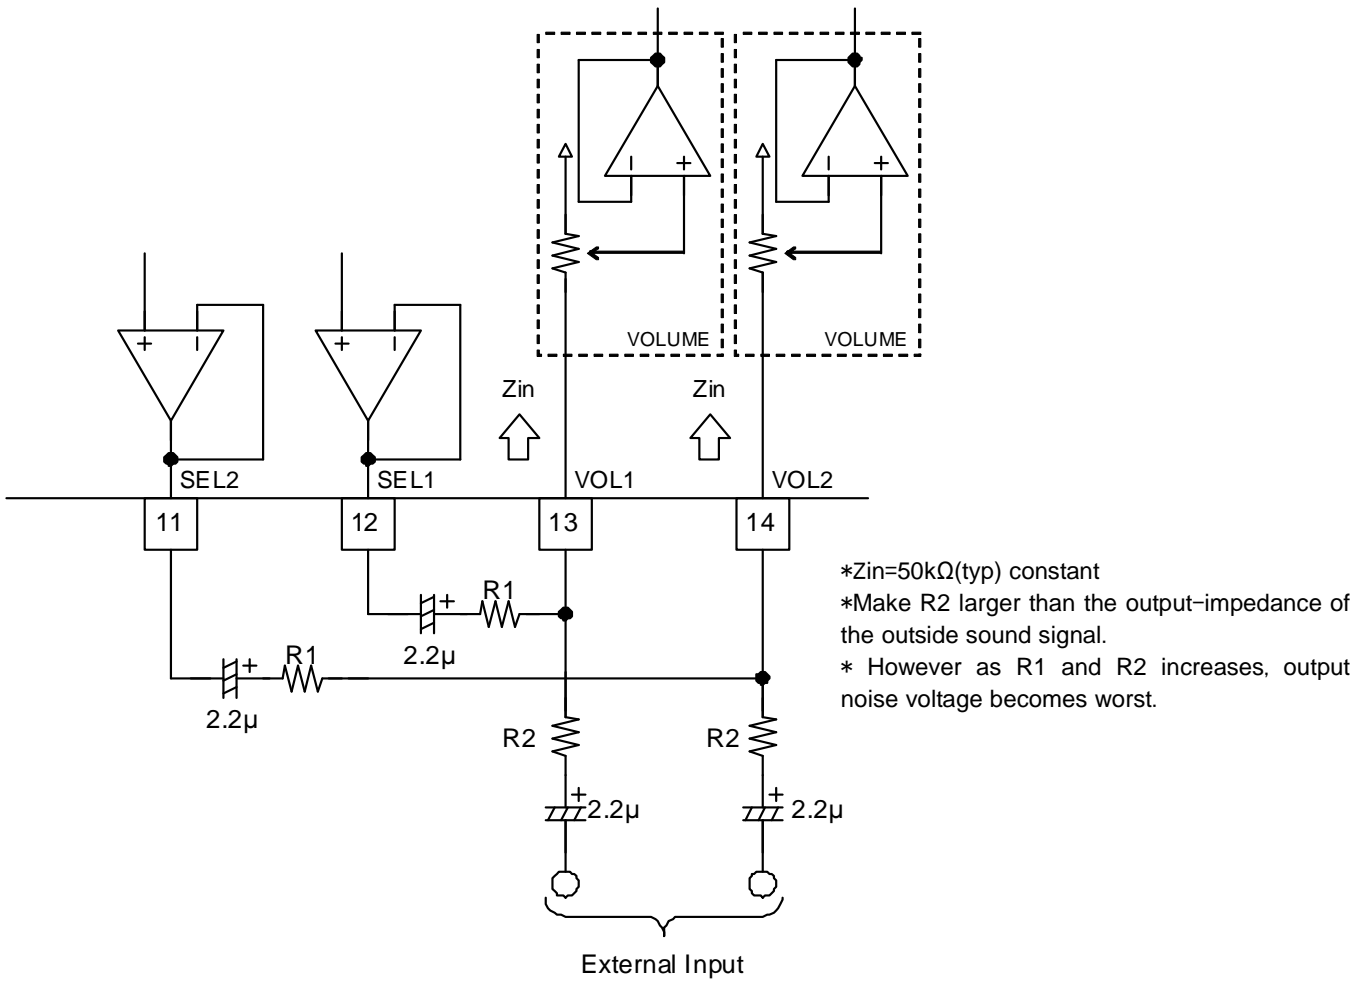 − + − +
VOLUME VOLUME
+ − + −
Zin Zin
SEL2 SEL1 VOL1 VOL2
11 12 13 14
*Zin=50kΩ(typ) constant
*Make R2 larger than the output−impedance of
the outside sound signal.
* However as R1 and R2 increases, output
noise voltage becomes worst.
+ R1
2.2μ
+ R1
2.2μ
R2 R2
+ 2.2μ + 2.2μ
External Input